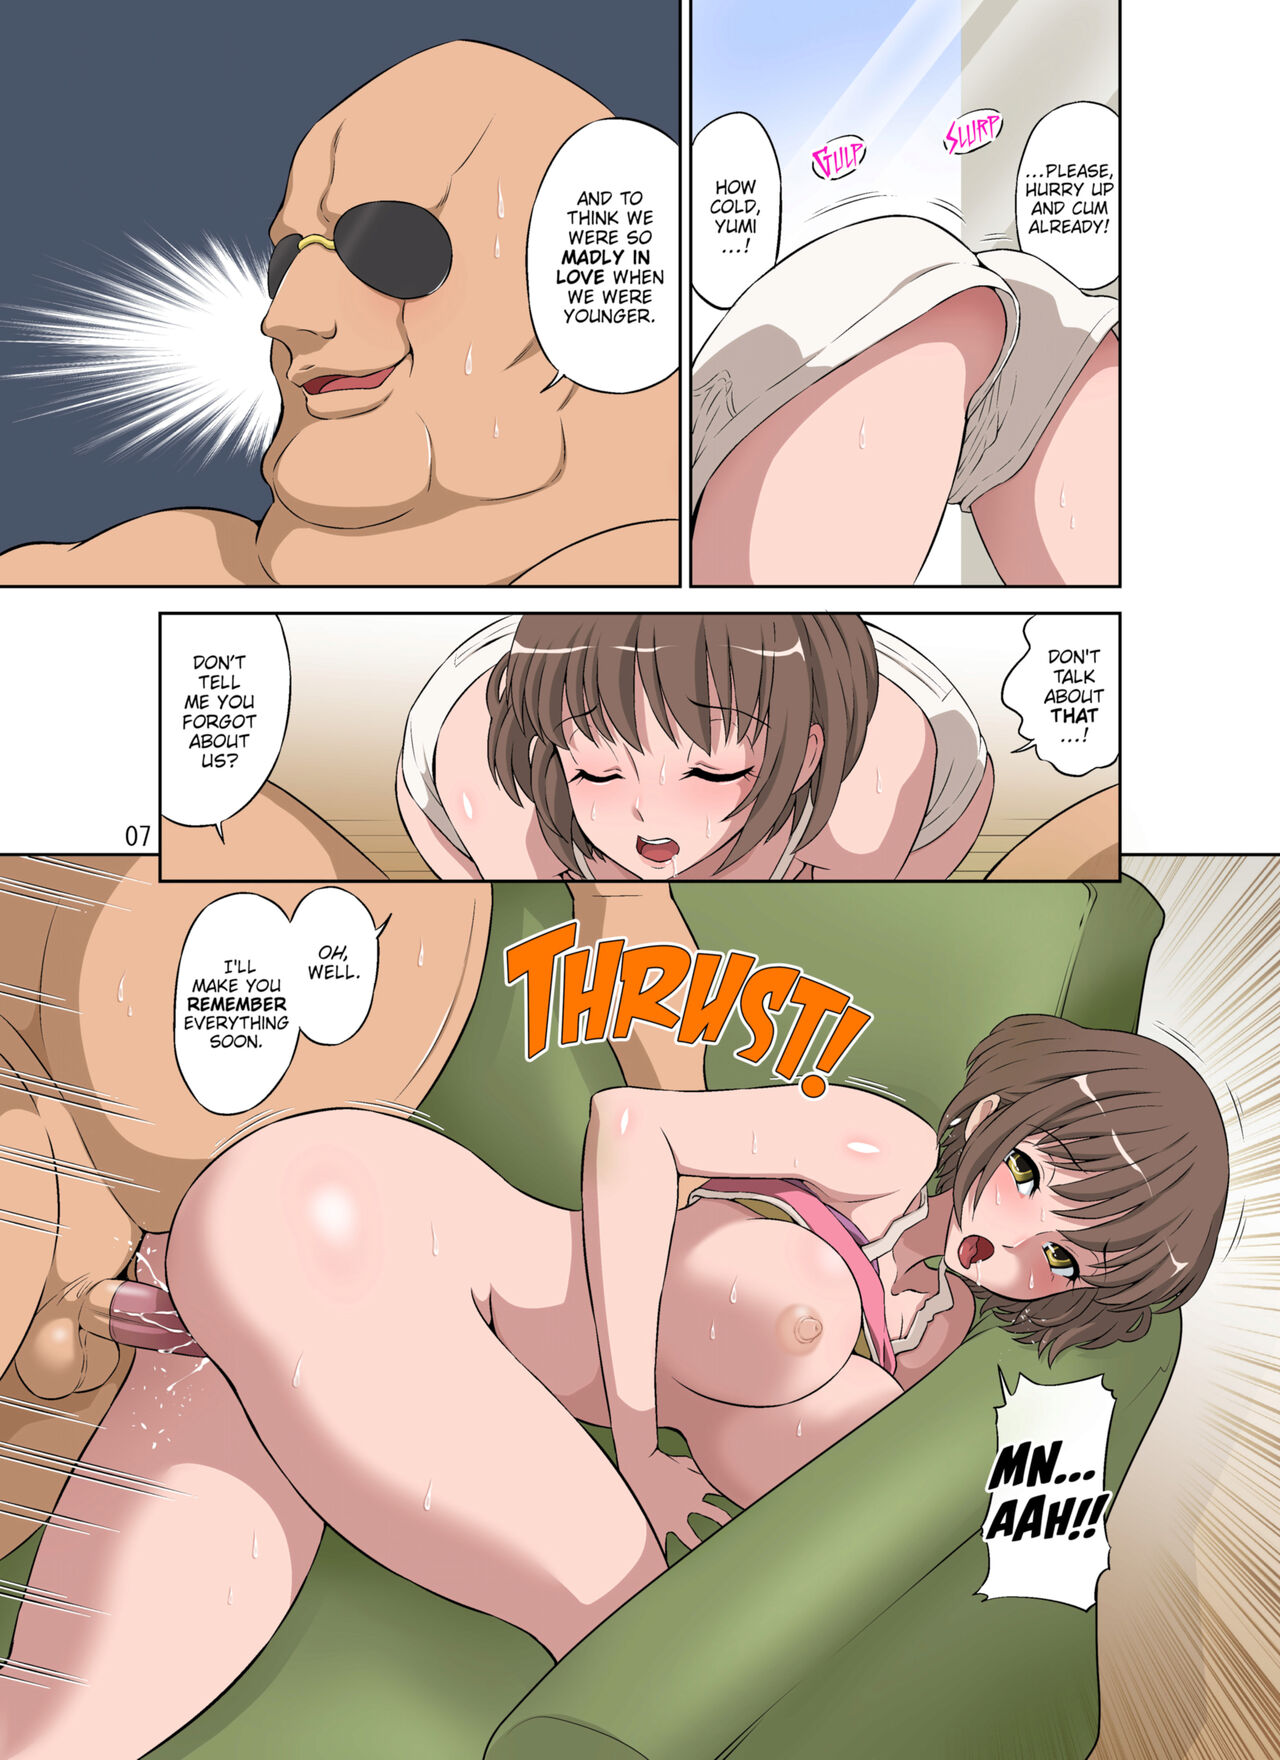 ...PLEASE,
HURRY UP
AND CUM
ALREADY!
SLURP
GULP
HOW
COLD,
YUMI
...!
AND TO
THINK WE
WERE SO
MADLY IN
LOVE WHEN
WE WERE
YOUNGER.
DON'T
TALK
ABOUT
THAT
...!
DON'T
TELL
ME YOU
FORGOT
ABOUT
US?
07
OH,
WELL.
I'LL
MAKE YOU
REMEMBER
EVERYTHING
SOON.
THRUST!
MN...
AAH!!